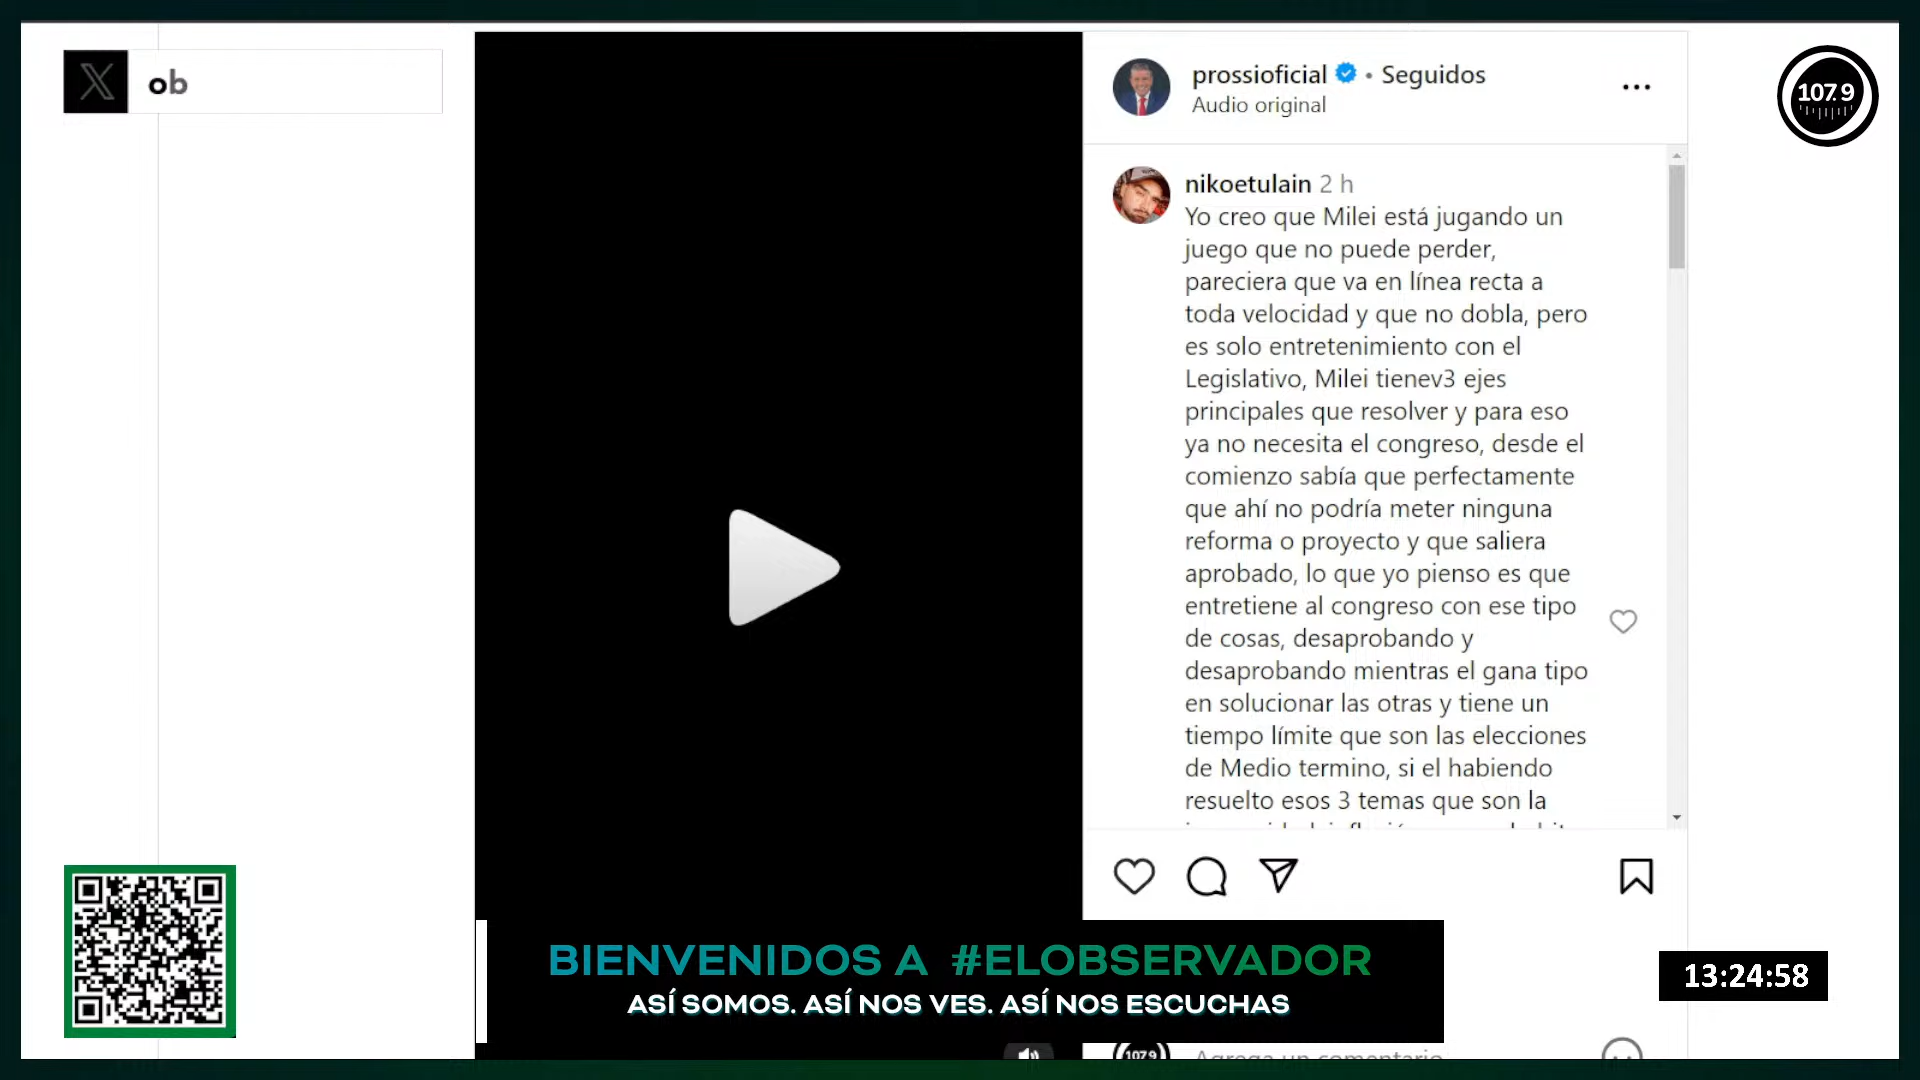 ob
prossioficial • Seguidos
Audio original
107.9
nikoetulain 2 h
Yo creo que Milei está jugando un
juego que no puede perder,
pareciera que va en línea recta a
toda velocidad y que no dobla, pero
es solo entretenimiento con el
Legislativo, Milei tienev3 ejes
principales que resolver y para eso
ya no necesita el congreso, desde el
comienzo sabía que perfectamente
que ahí no podría meter ninguna
reforma o proyecto y que saliera
aprobado, lo que yo pienso es que
entretiene al congreso con ese tipo
de cosas, desaprobando y
desaprobando mientras el gana tipo
en solucionar las otras y tiene un
tiempo límite que son las elecciones
de Medio termino, si el habiendo
resuelto esos 3 temas que son la
BIENVENIDOS A #ELOBSERVADOR
ASÍ SOMOS. ASÍ NOS VES. ASÍ NOS ESCUCHAS
13:24:58
107.9
Agrega un comentario